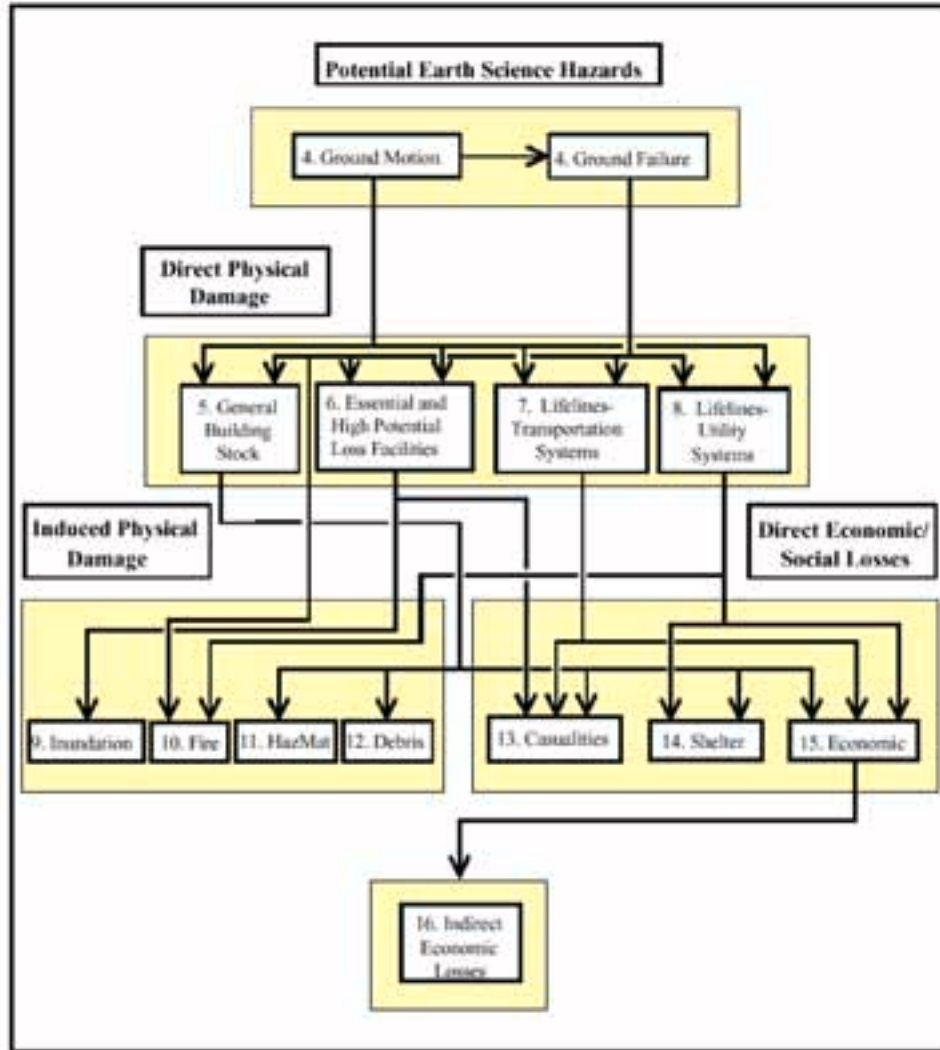 Potential Earth Science Hazards
4. Ground Motion
4. Ground Failure
Direct Physical
Damage
5. General
Building
Stock
6. Essential and
High Potential
Loss Facilities
7. Lifelines-
Transportation
Systems
8. Lifelines-
Utility
Systems
Induced Physical
Damage
Direct Economic/
Social Losses
9. Inundation
10. Fire
11. HazMat
12. Debris
13. Casualities
14. Shelter
15. Economic
16. Indirect
Economic
Losses